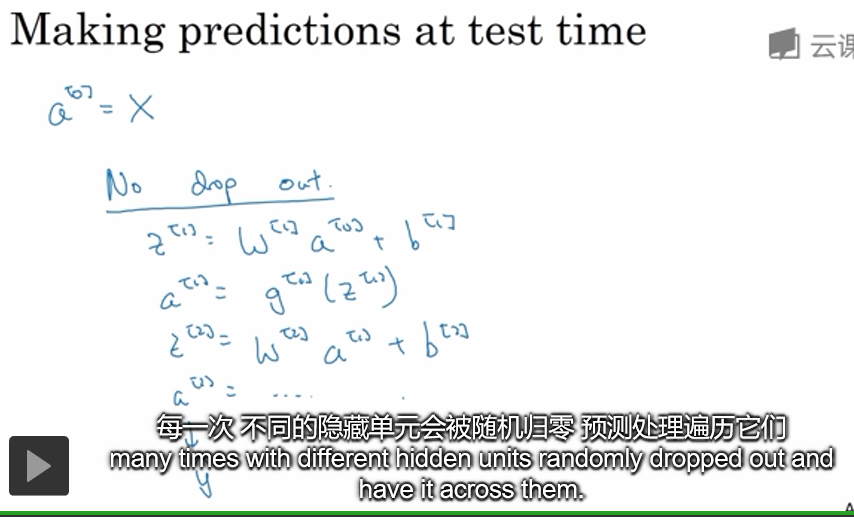 Making predictions at test time
云课
a^[0] = X
No drop out.
z^[1] = W^[1] a^[0] + b^[1]
a^[1] = g^[1] (z^[1])
z^[2] = W^[2] a^[1] + b^[2]
a^[2] = ....
↓
每一次 不同的隐藏单元会被随机归零 预测处理遍历它们
many times with different hidden units randomly dropped out and
have it across them.
y